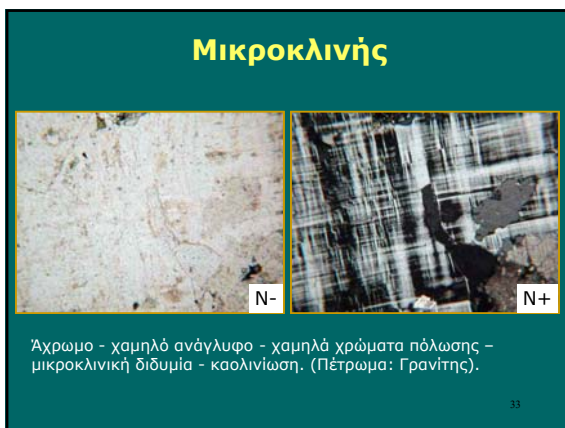 Μικροκλινής
N-
N+
Άχρωμο - χαμηλό ανάγλυφο - χαμηλά χρώματα πόλωσης –
μικροκλινική διδυμία - καολινίωση. (Πέτρωμα: Γρανίτης).
33